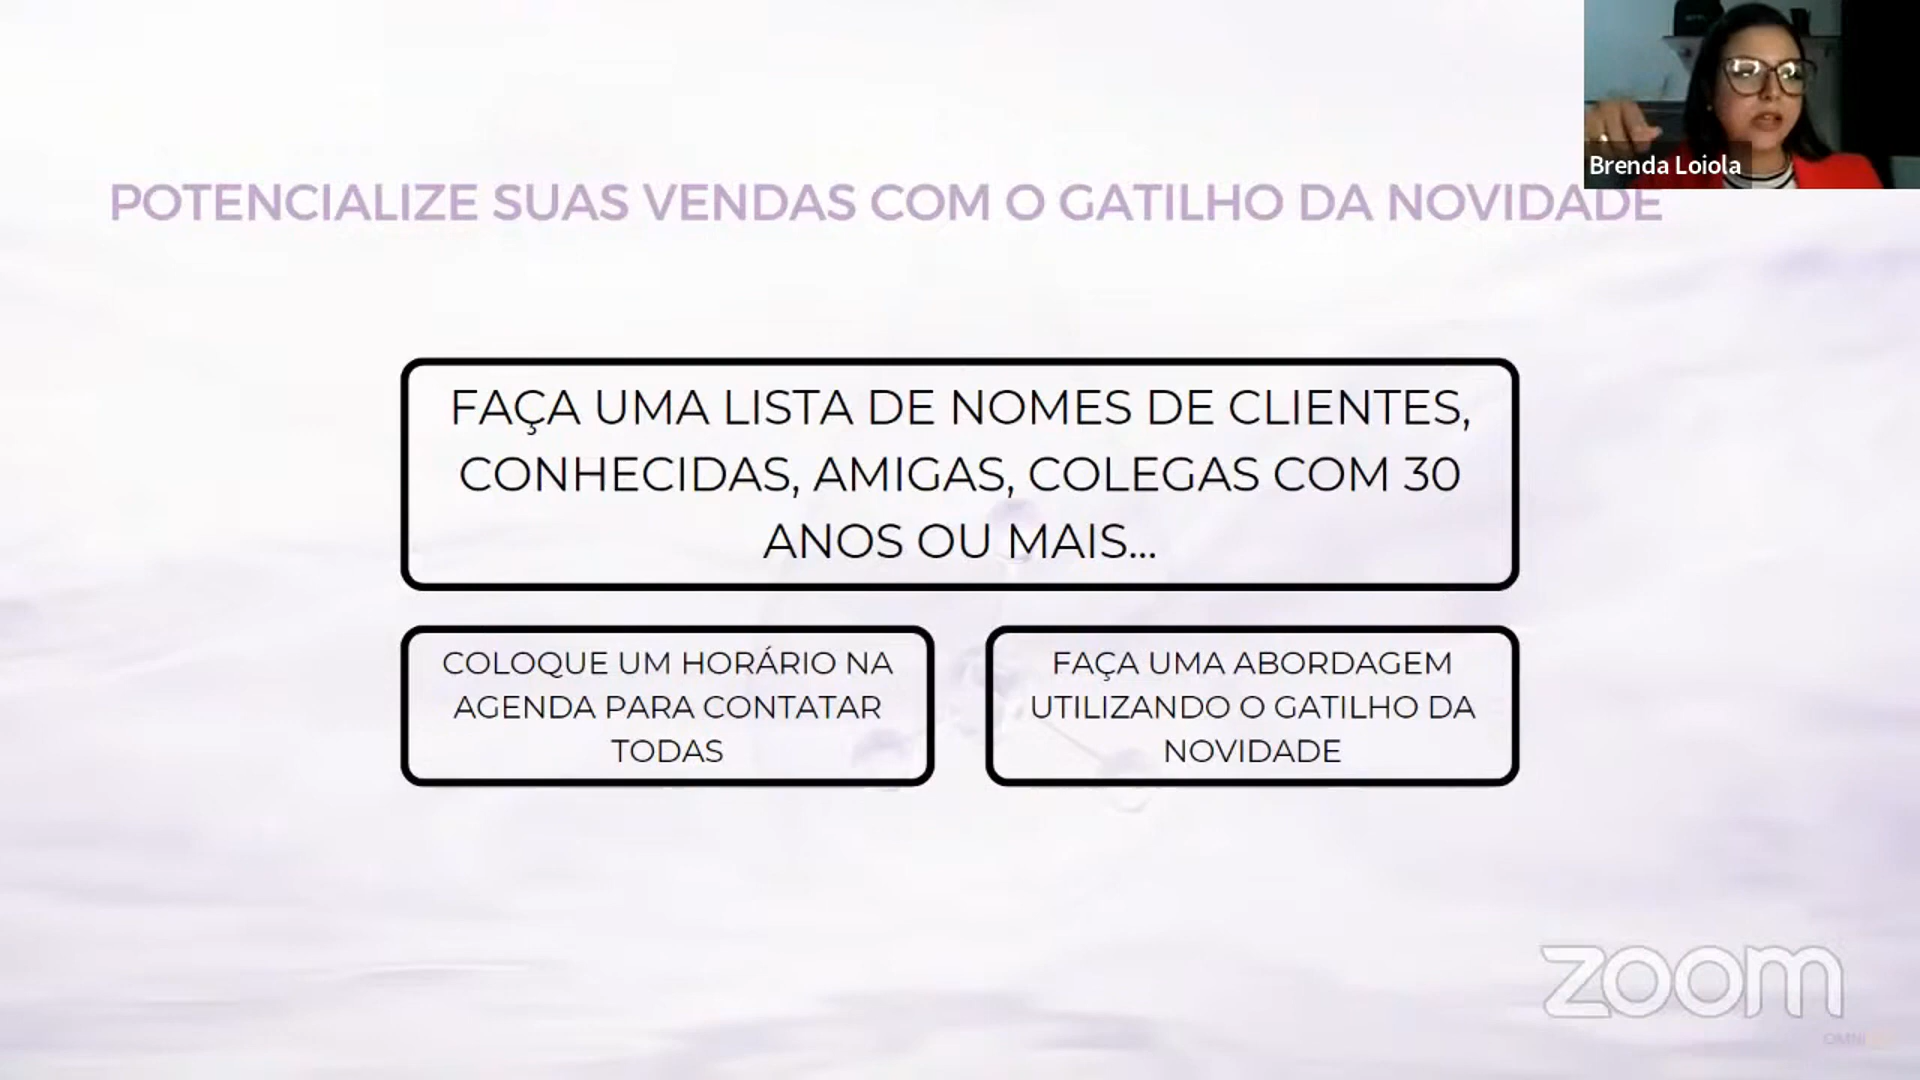 Brenda Loiola
POTENCIALIZE SUAS VENDAS COM O GATILHO DA NOVIDADE
FAÇA UMA LISTA DE NOMES DE CLIENTES,
CONHECIDAS, AMIGAS, COLEGAS COM 30
ANOS OU MAIS...
COLOQUE UM HORÁRIO NA
AGENDA PARA CONTATAR
TODAS
FAÇA UMA ABORDAGEM
UTILIZANDO O GATILHO DA
NOVIDADE
zoom